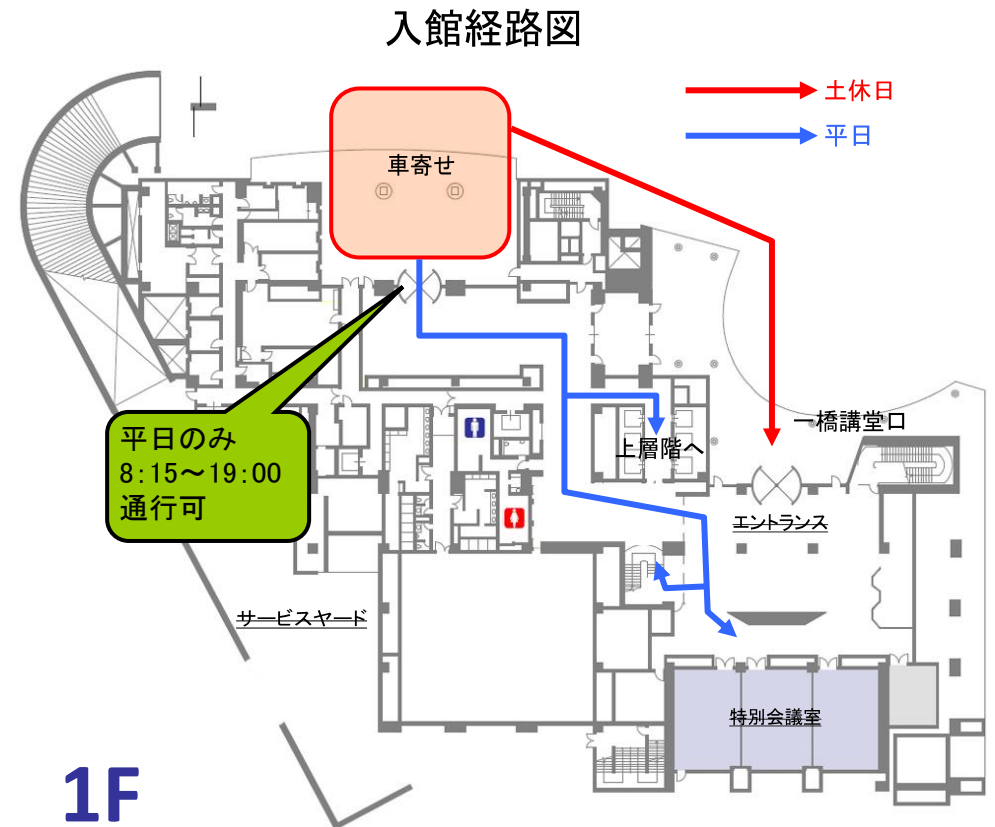 入館経路図
土休日
平日
車寄せ
平日のみ
8:15～19:00
通行可
一橋講堂口
上層階へ
エントランス
サービスヤード
特別会議室
1F